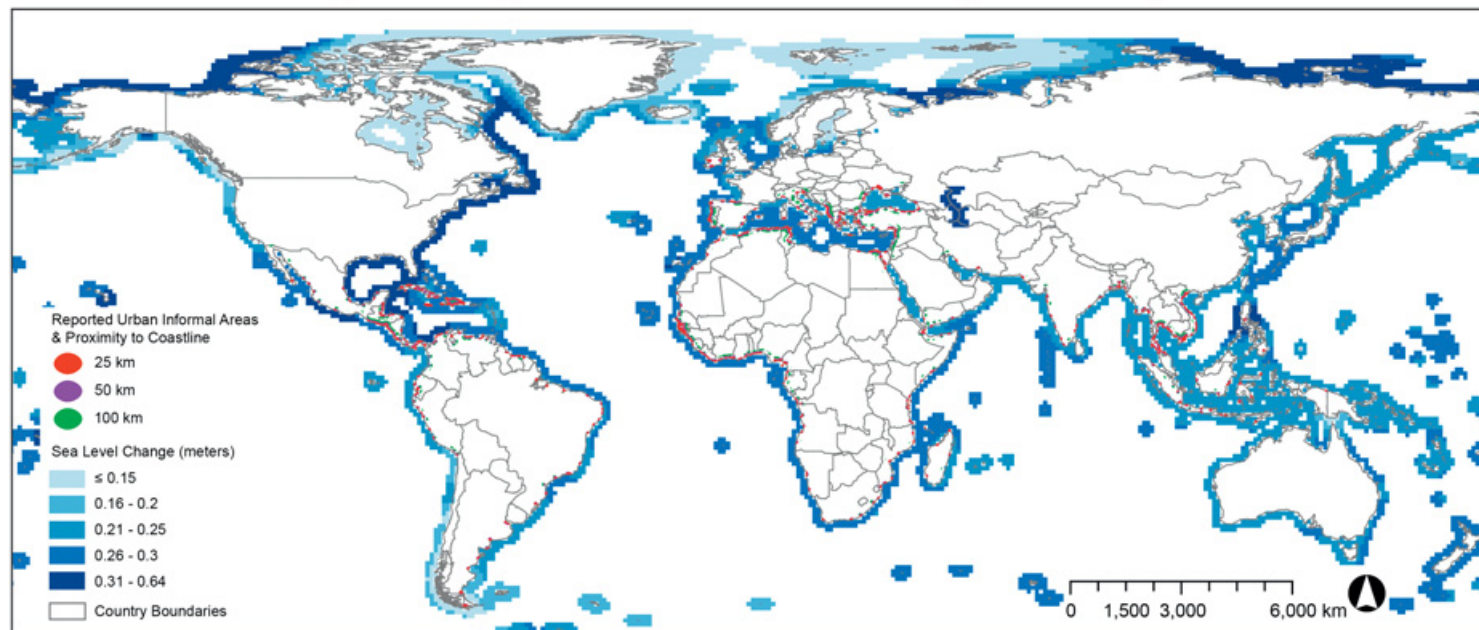 Reported Urban Informal Areas
& Proximity to Coastline
25 km
50 km
100 km
Sea Level Change (meters)
≤ 0.15
0.16 - 0.2
0.21 - 0.25
0.26 - 0.3
0.31 - 0.64
Country Boundaries
0 1,500 3,000 6,000 km